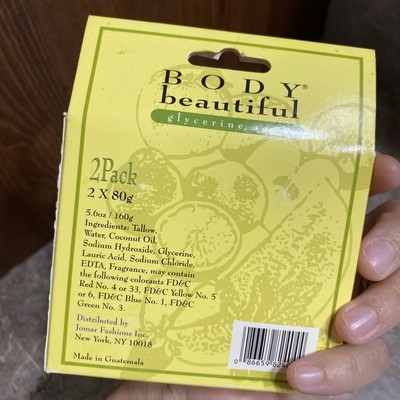 BODY®
beautiful
glycerine
2Pack
2 X 80g
5.6oz / 160g
Ingredients: Tallow,
Water, Coconut Oil,
Sodium Hydroxide, Glycerine,
Lauric Acid, Sodium Chloride,
EDTA, Fragrance, may contain
the following colorants FD&C
Red No. 4 or 33, FD&C Yellow No. 5
or 6, FD&C Blue No. 1, FD&C
Green No. 3.
Distributed by
Jomar Fashions Inc.
New York, NY 10018
Made in Guatemala
0 86659